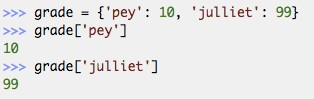 >>> grade = {'pey': 10, 'julliet': 99}
>>> grade['pey']
10
>>> grade['julliet']
99